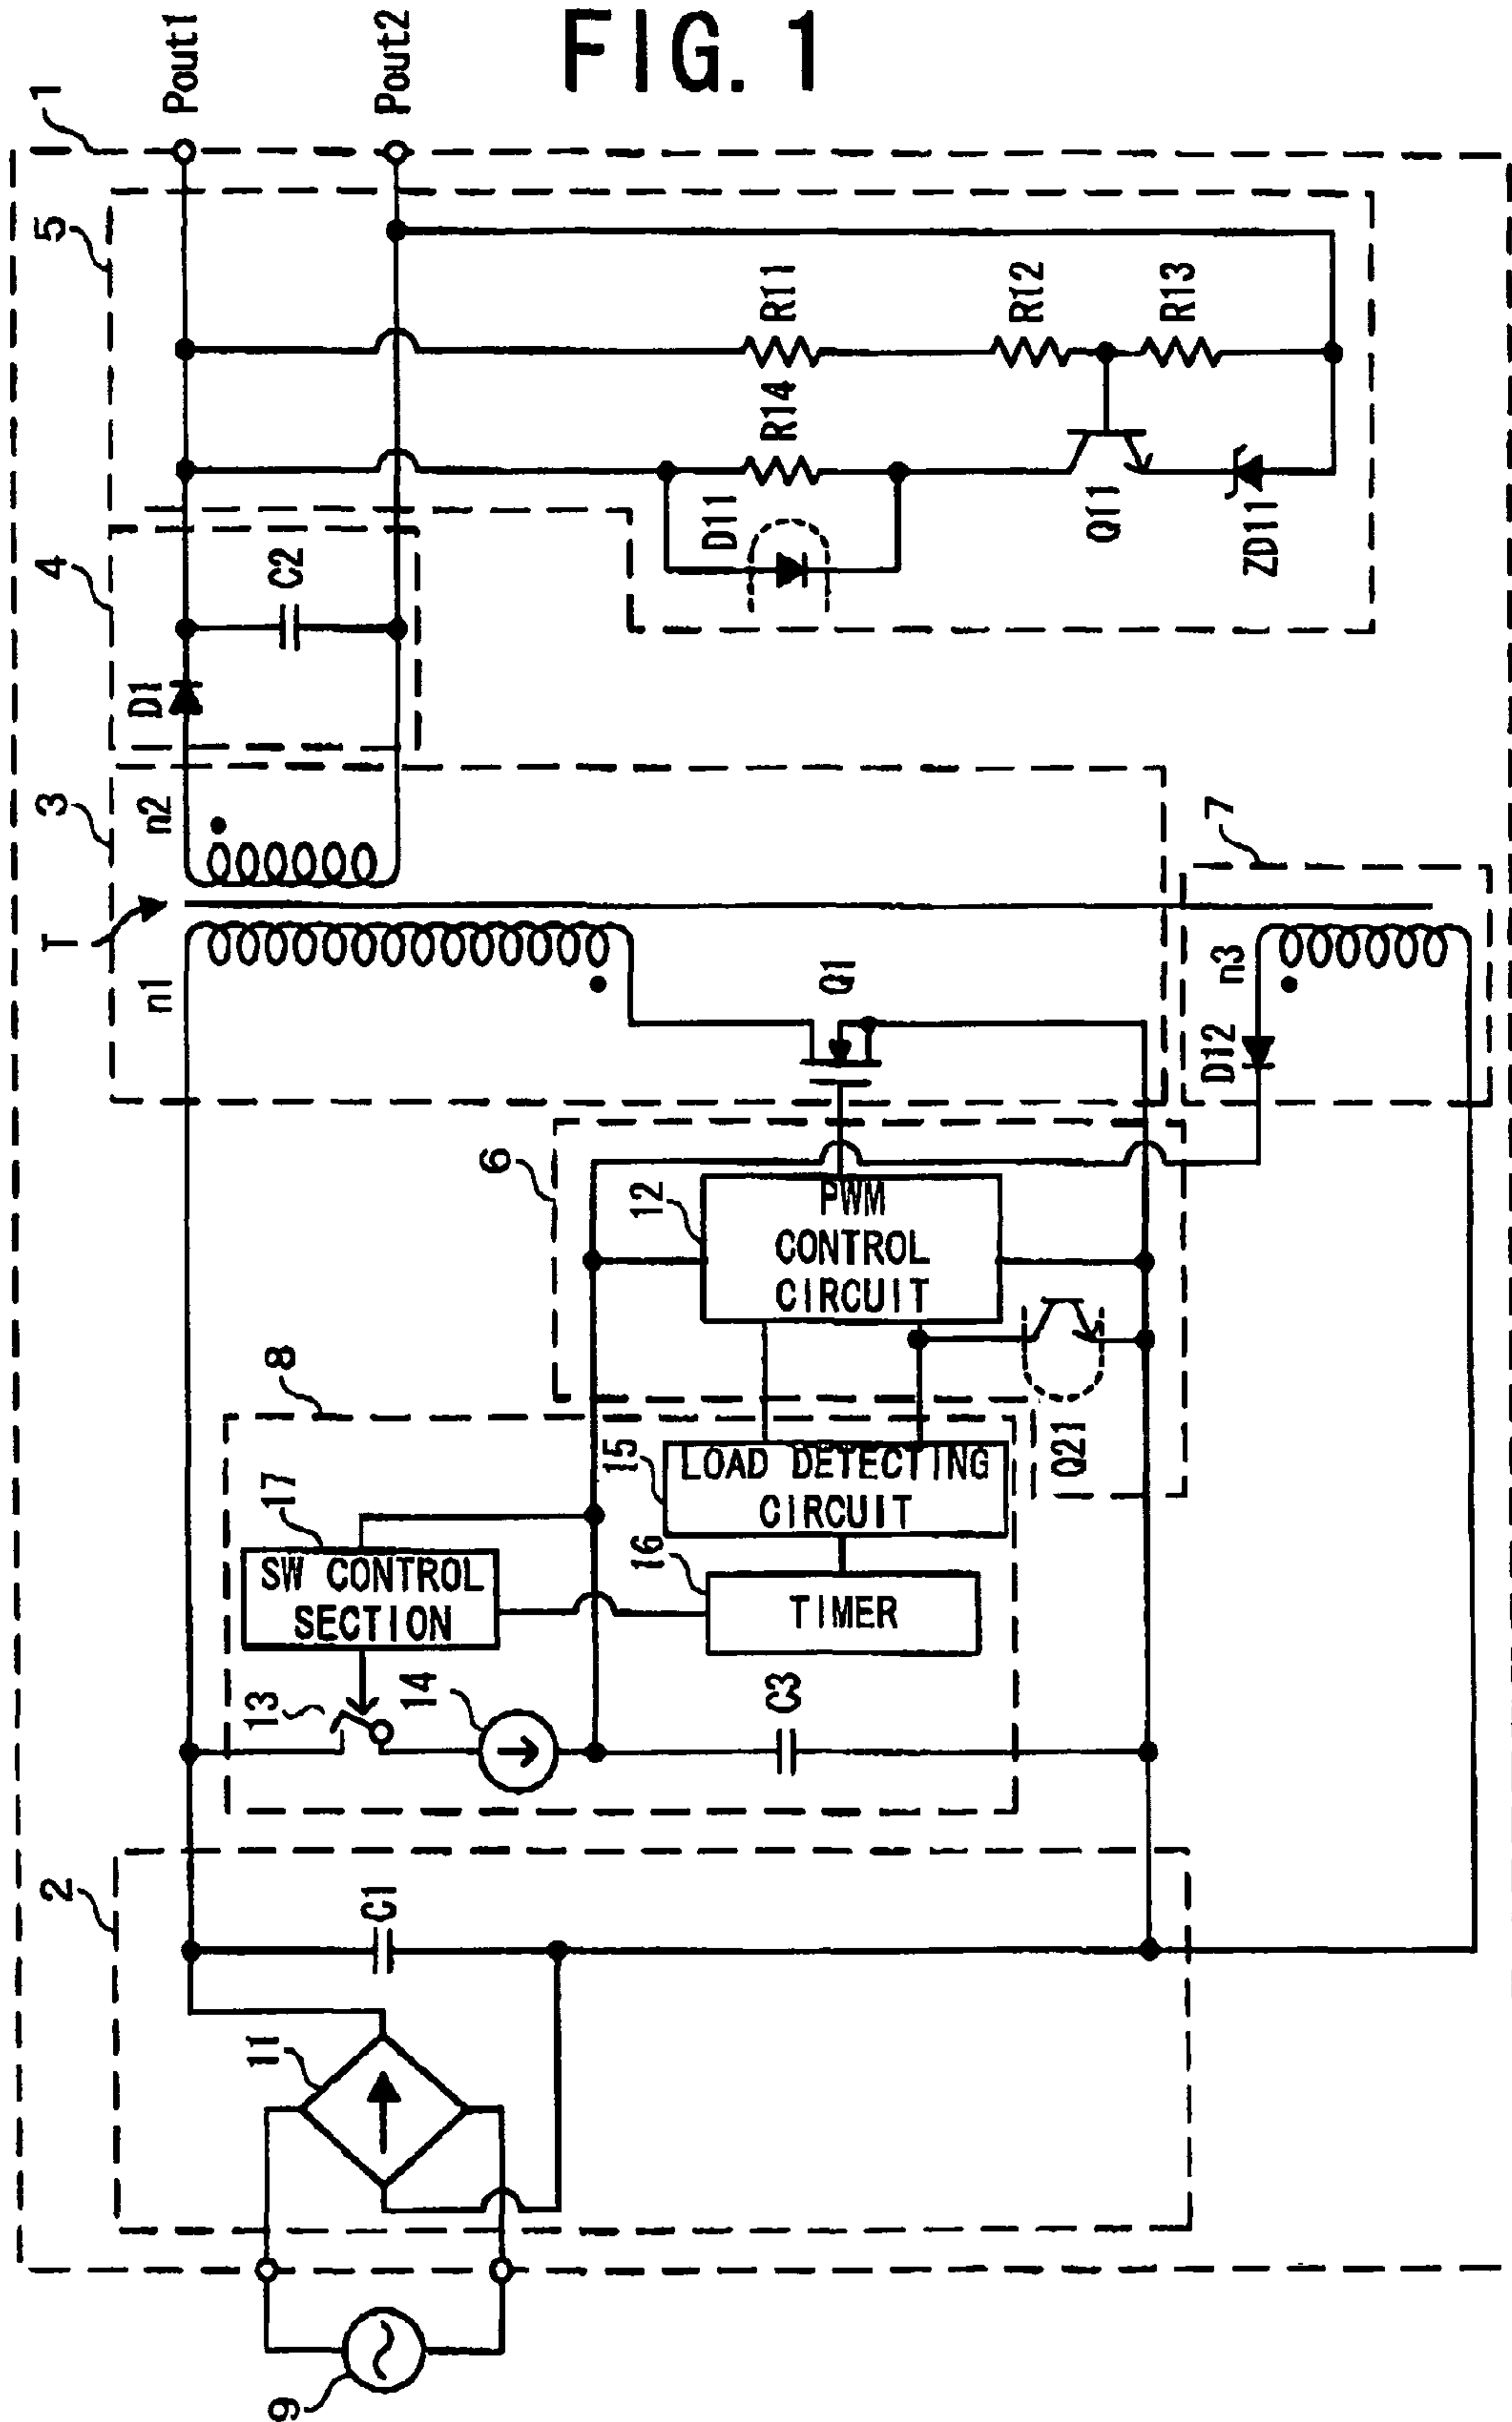 FIG. 1
1
Pout1
Pout2
5
R11
R12
R13
R14
D11
Q11
ZD11
4
D1
C2
3
T
n2
n1
Q1
7
n3
D12
6
12
PWM
CONTROL
CIRCUIT
Q21
8
15
LOAD DETECTING
CIRCUIT
17
SW CONTROL
SECTION
16
TIMER
13
14
C3
2
C1
11
9